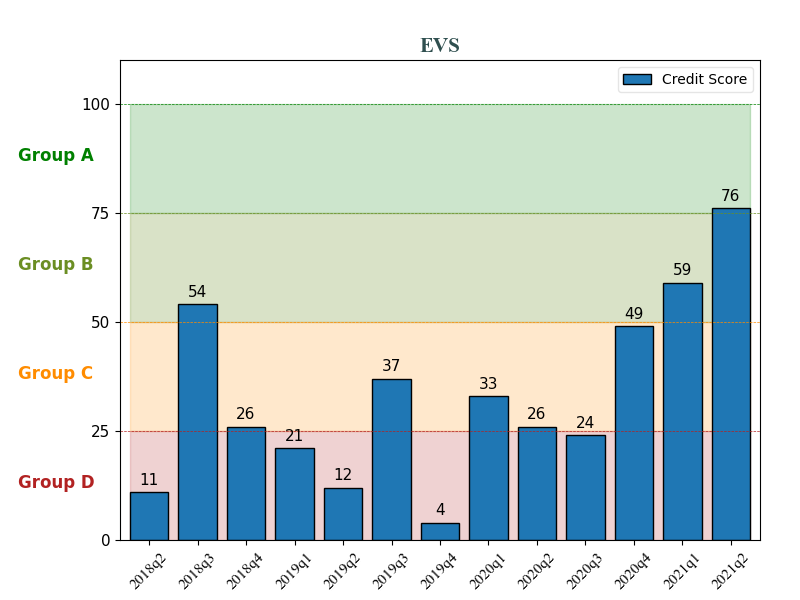 EVS
Credit Score
100
Group A
76
75
Group B
59
54
50
49
Group C
37
33
26
26
25
24
21
Group D
12
11
4
0
2018q2
2018q3
2018q4
2019q1
2019q2
2019q3
2019q4
2020q1
2020q2
2020q3
2020q4
2021q1
2021q2